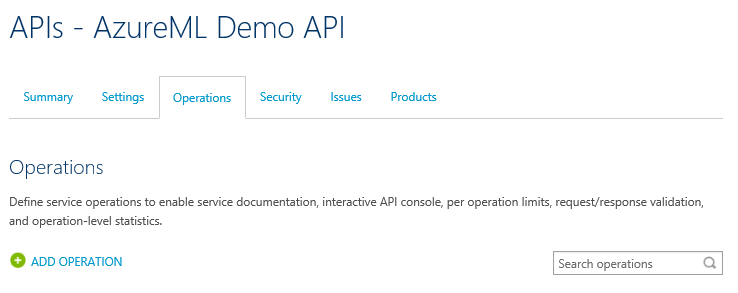 APIs - AzureML Demo API
Summary Settings Operations Security Issues Products
Operations
Define service operations to enable service documentation, interactive API console, per operation limits, request/response validation,
and operation-level statistics.
ADD OPERATION Search operations